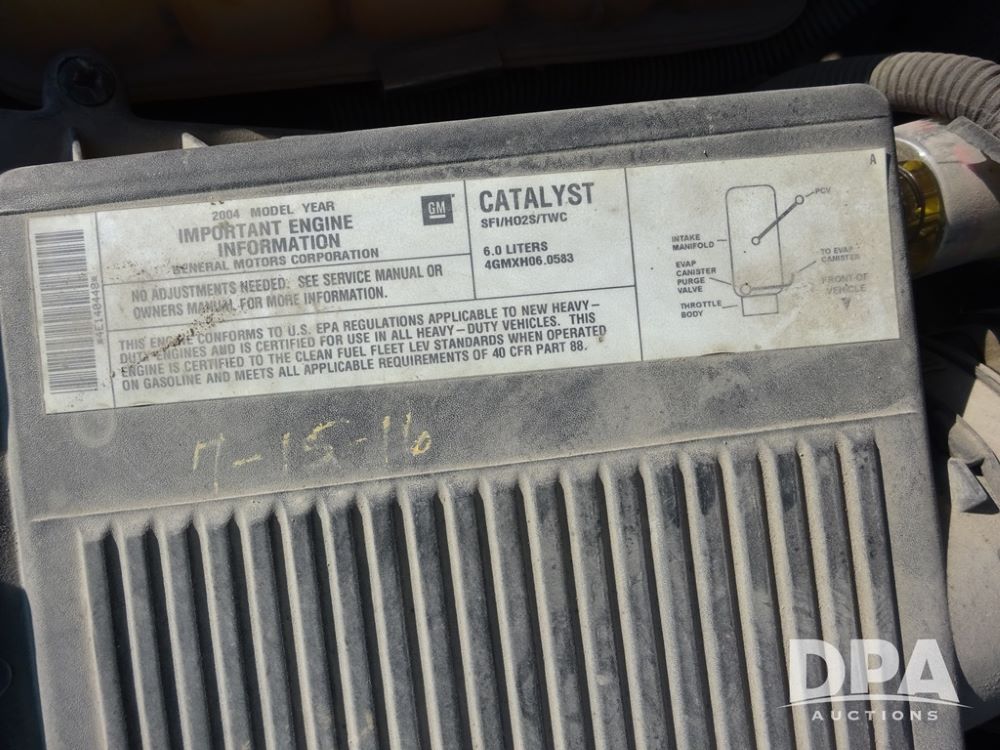 2004 MODEL YEAR
IMPORTANT ENGINE
INFORMATION
GENERAL MOTORS CORPORATION
GM
NO ADJUSTMENTS NEEDED. SEE SERVICE MANUAL OR
OWNERS MANUAL FOR MORE INFORMATION.
THIS ENGINE CONFORMS TO U.S. EPA REGULATIONS APPLICABLE TO NEW HEAVY-
DUTY ENGINES AND IS CERTIFIED FOR USE IN ALL HEAVY-DUTY VEHICLES. THIS
ENGINE IS CERTIFIED TO THE CLEAN FUEL FLEET LEV STANDARDS WHEN OPERATED
ON GASOLINE AND MEETS ALL APPLICABLE REQUIREMENTS OF 40 CFR PART 88.
CATALYST
SFI/HO2S/TWC
6.0 LITERS
4GMXH06.0583
A
PCV
INTAKE
MANIFOLD
EVAP
CANISTER
PURGE
VALVE
THROTTLE
BODY
TO EVAP
CANISTER
FRONT OF
VEHICLE
7-15-16
DPA
AUCTIONS